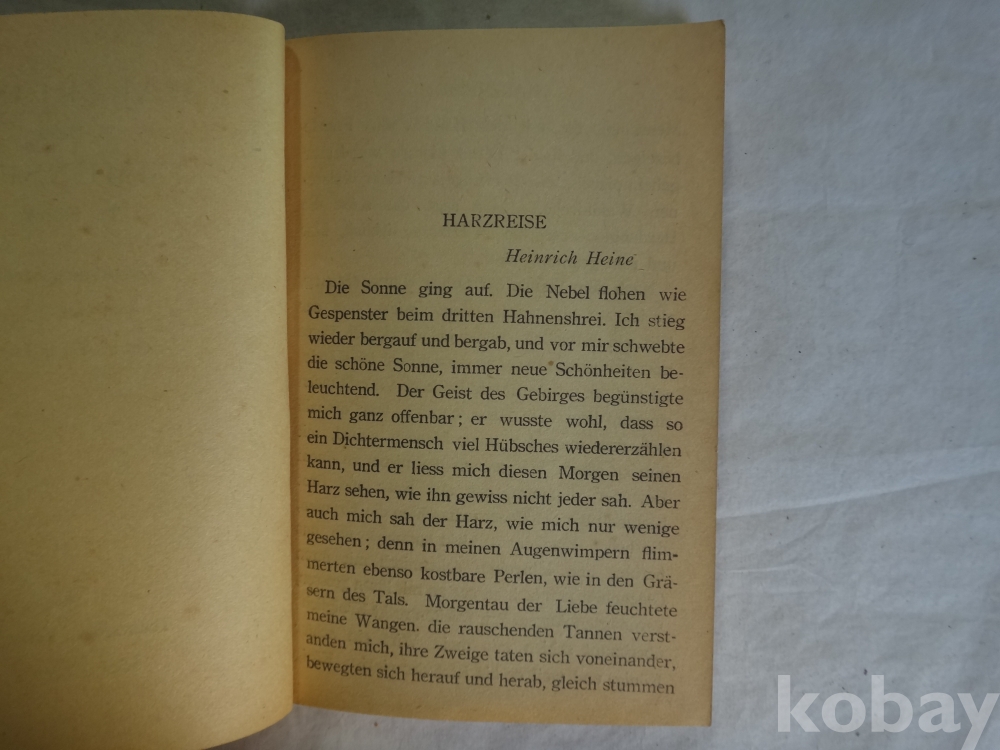 HARZREISE
Heinrich Heine
Die Sonne ging auf. Die Nebel flohen wie
Gespenster beim dritten Hahnenshrei. Ich stieg
wieder bergauf und bergab, und vor mir schwebte
die schöne Sonne, immer neue Schönheiten be-
leuchtend. Der Geist des Gebirges begünstigte
mich ganz offenbar; er wusste wohl, dass so
ein Dichtermensch viel Hübsches wiedererzählen
kann, und er liess mich diesen Morgen seinen
Harz sehen, wie ihn gewiss nicht jeder sah. Aber
auch mich sah der Harz, wie mich nur wenige
gesehen; denn in meinen Augenwimpern flim-
merten ebenso kostbare Perlen, wie in den Grä-
sern des Tals. Morgentau der Liebe feuchtete
meine Wangen. die rauschenden Tannen verst-
anden mich, ihre Zweige taten sich voneinander,
bewegten sich herauf und herab, gleich stummen
kobay